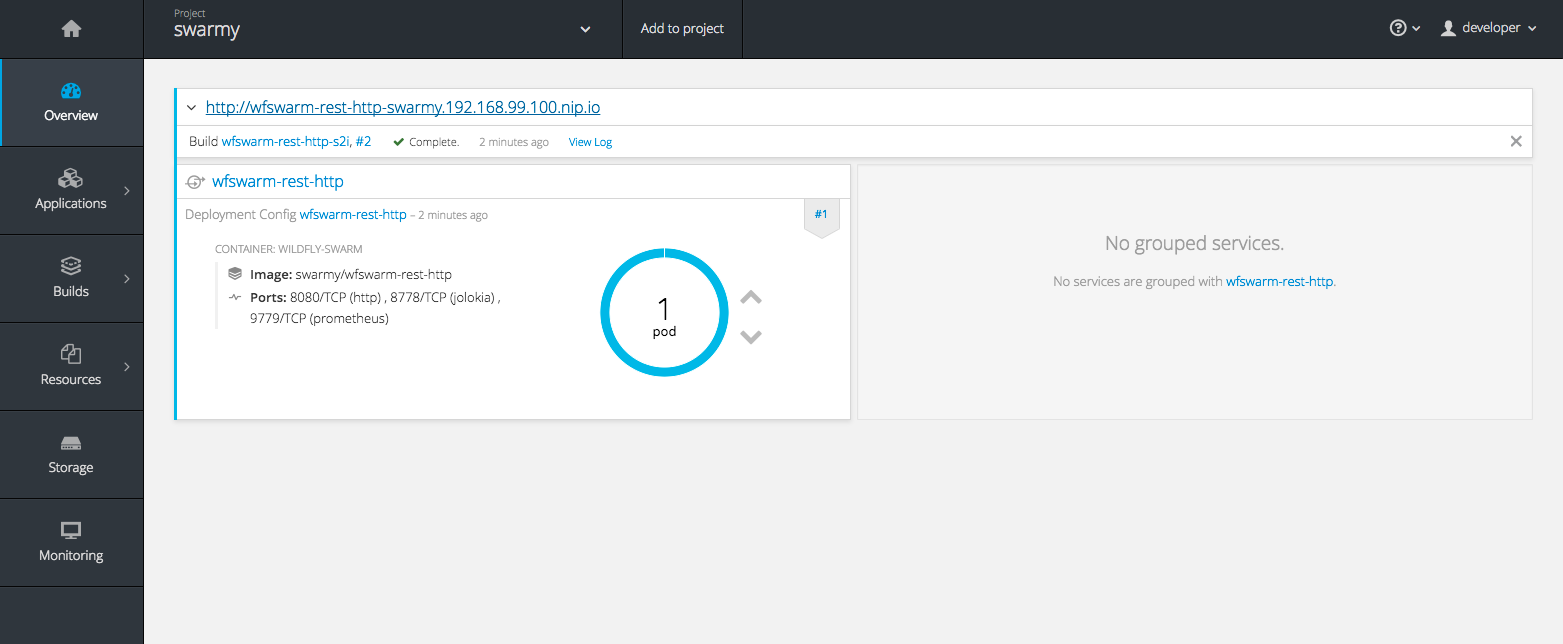 Project
swarmy
Add to project
developer
Overview
Applications
Builds
Resources
Storage
Monitoring
http://wfswarm-rest-http-swarmy.192.168.99.100.nip.io
Build wfswarm-rest-http-s2i, #2 Complete. 2 minutes ago View Log
wfswarm-rest-http
Deployment Config wfswarm-rest-http – 2 minutes ago
#1
CONTAINER: WILDFLY-SWARM
Image: swarmy/wfswarm-rest-http
Ports: 8080/TCP (http) , 8778/TCP (jolokia) ,
9779/TCP (prometheus)
1
pod
No grouped services.
No services are grouped with wfswarm-rest-http.